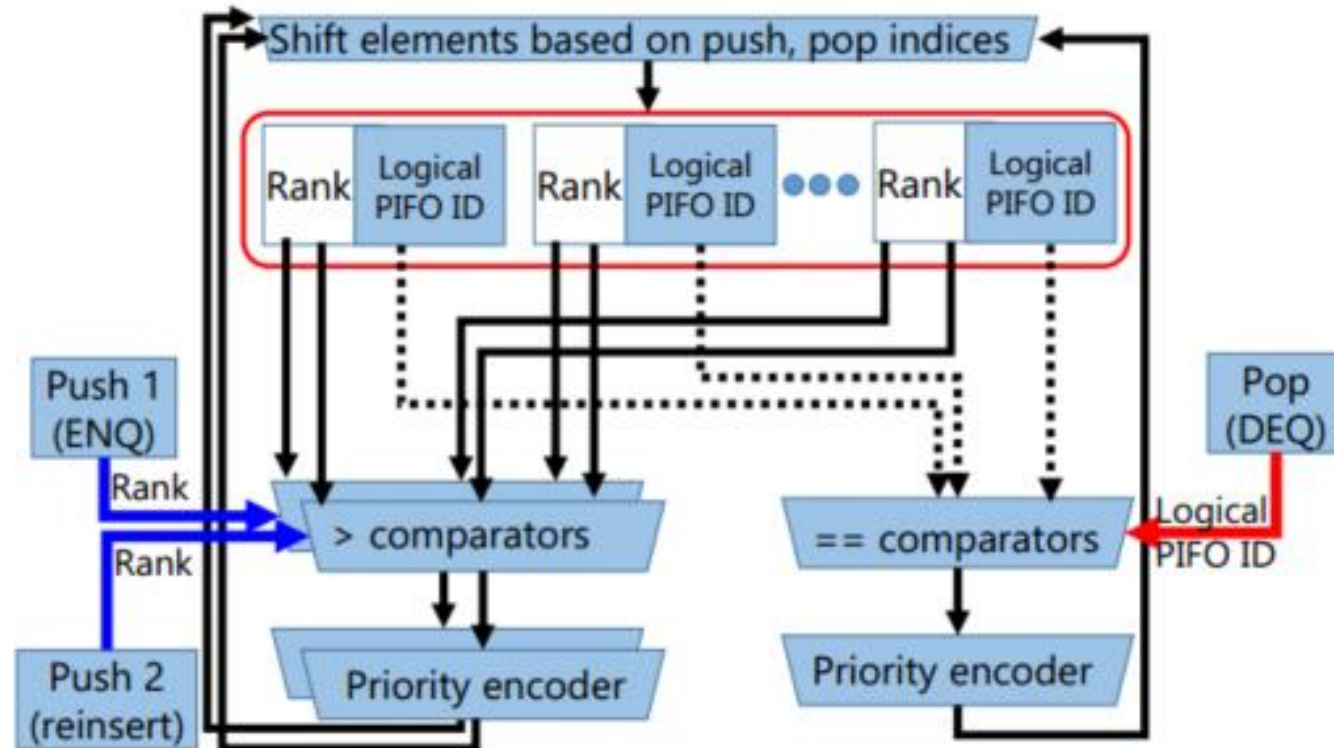 Shift elements based on push, pop indices
Rank
Logical
PIFO ID
Rank
Logical
PIFO ID
Rank
Logical
PIFO ID
Push 1
(ENQ)
Rank
Pop
(DEQ)
> comparators
== comparators
Logical
PIFO ID
Rank
Push 2
(reinsert)
Priority encoder
Priority encoder